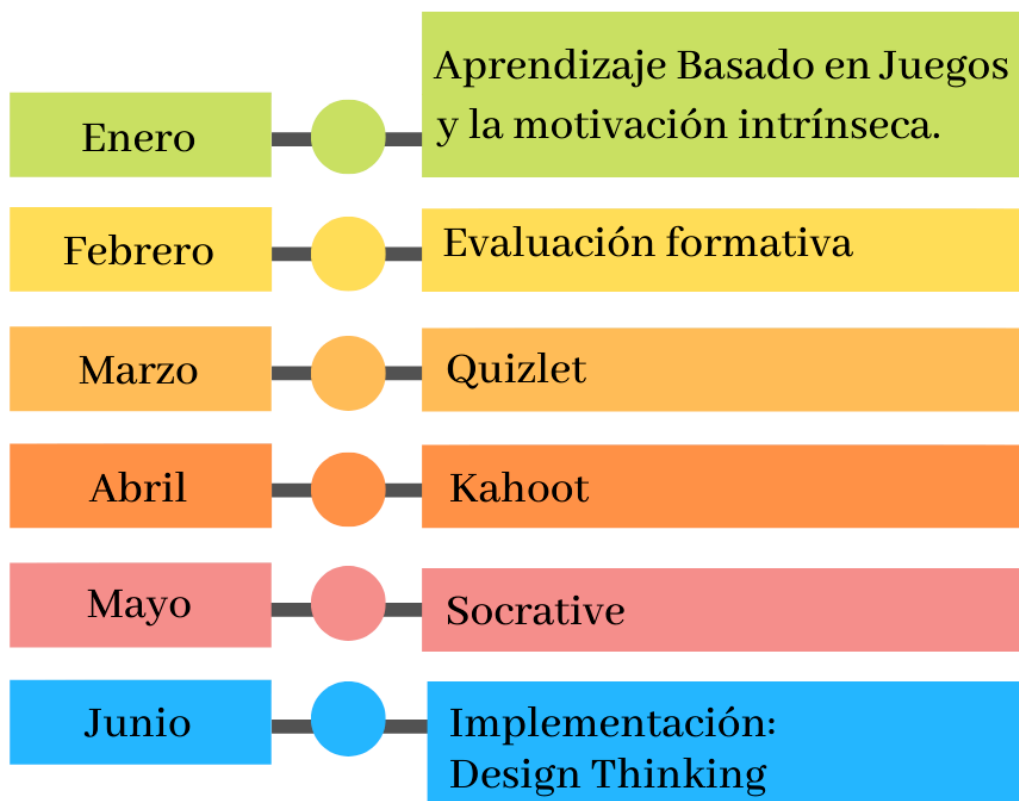 Enero
Aprendizaje Basado en Juegos
y la motivación intrínseca.
Febrero
Evaluación formativa
Marzo
Quizlet
Abril
Kahoot
Mayo
Socrative
Junio
Implementación:
Design Thinking